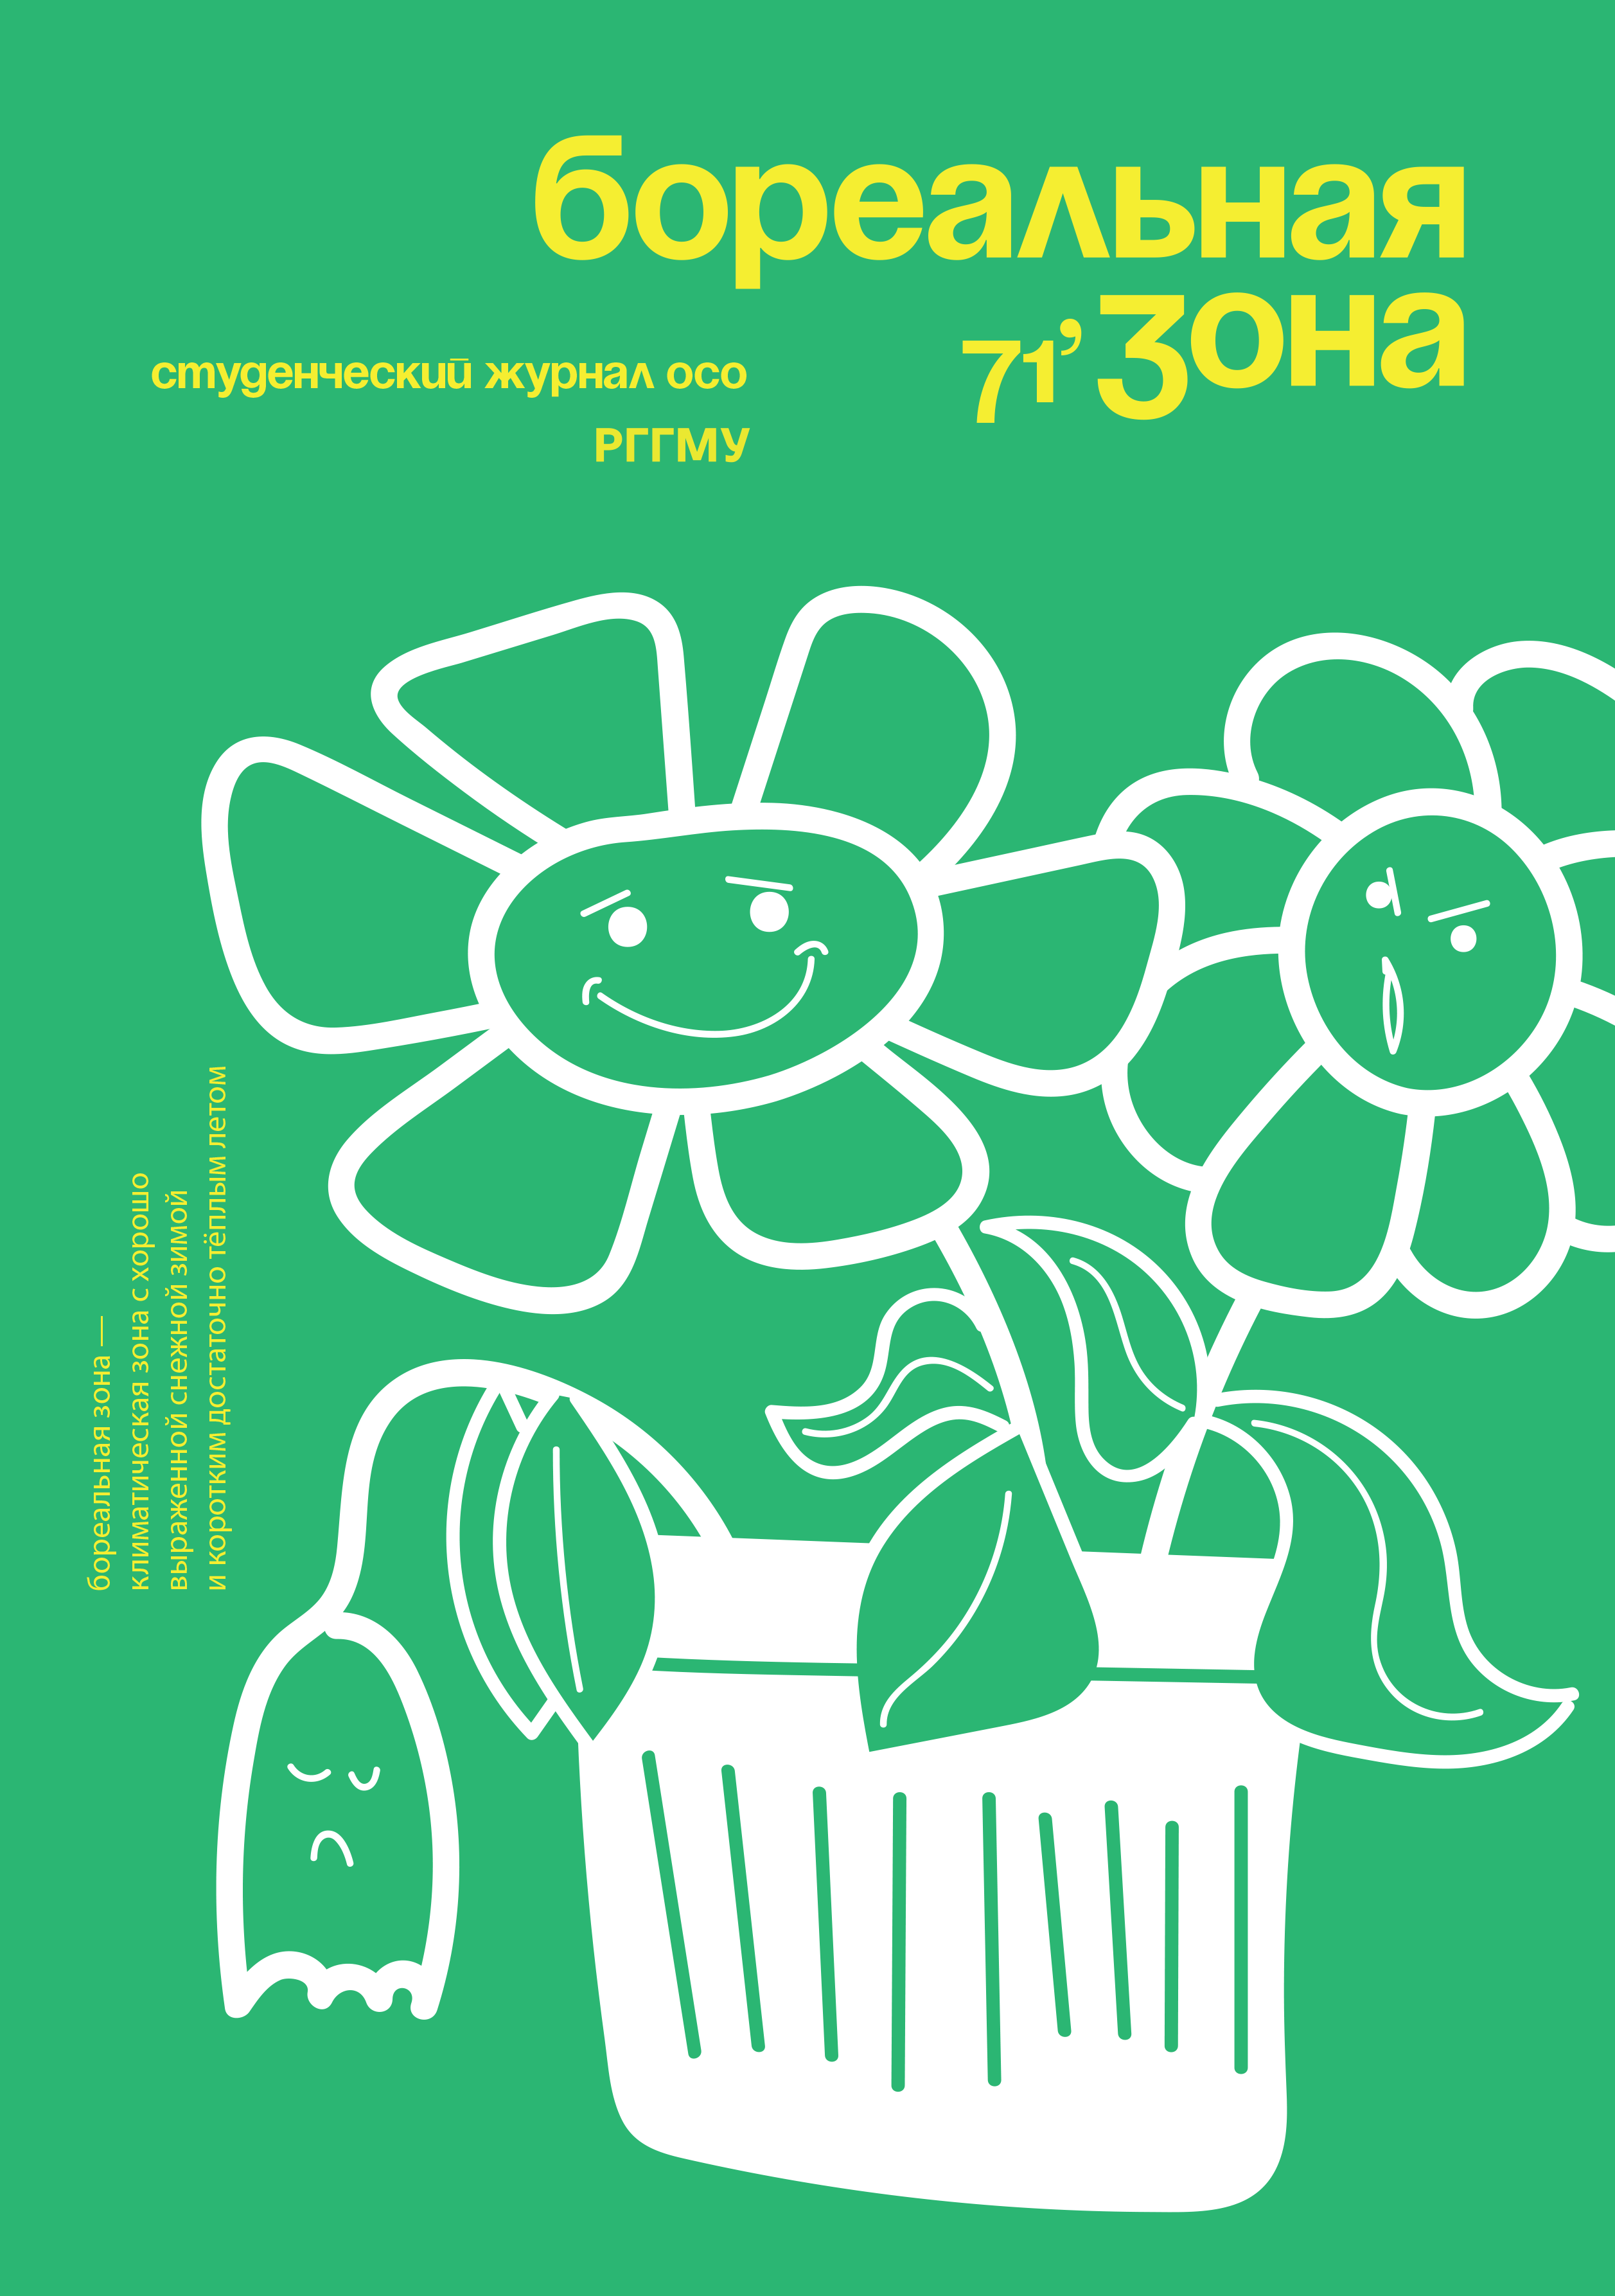 бореальная
71’ зона
студенческий журнал осо
РГГМУ
бореальная зона —
климатическая зона с хорошо
выраженной снежной зимой
и коротким достаточно тёплым летом